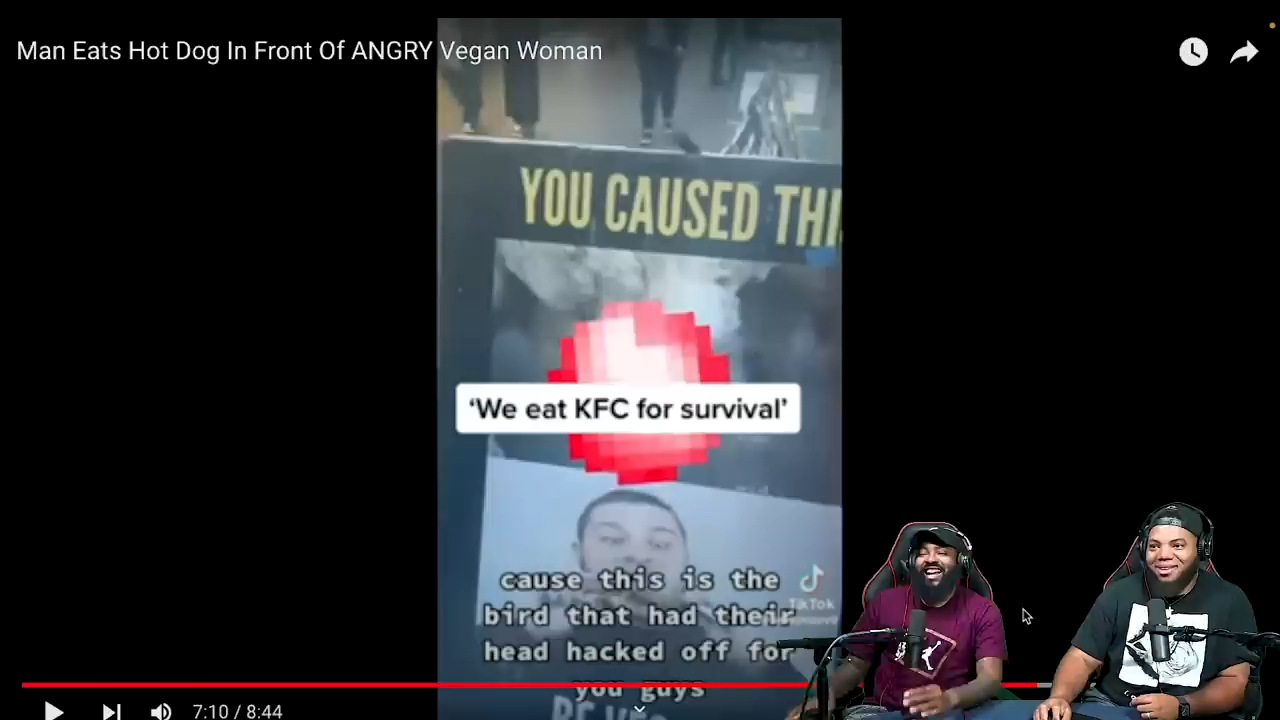 Man Eats Hot Dog In Front Of ANGRY Vegan Woman
YOU CAUSED THI
‘We eat KFC for survival’
cause this is the
bird that had their
head hacked off for
you guys
TikTok
7:10 / 8:44